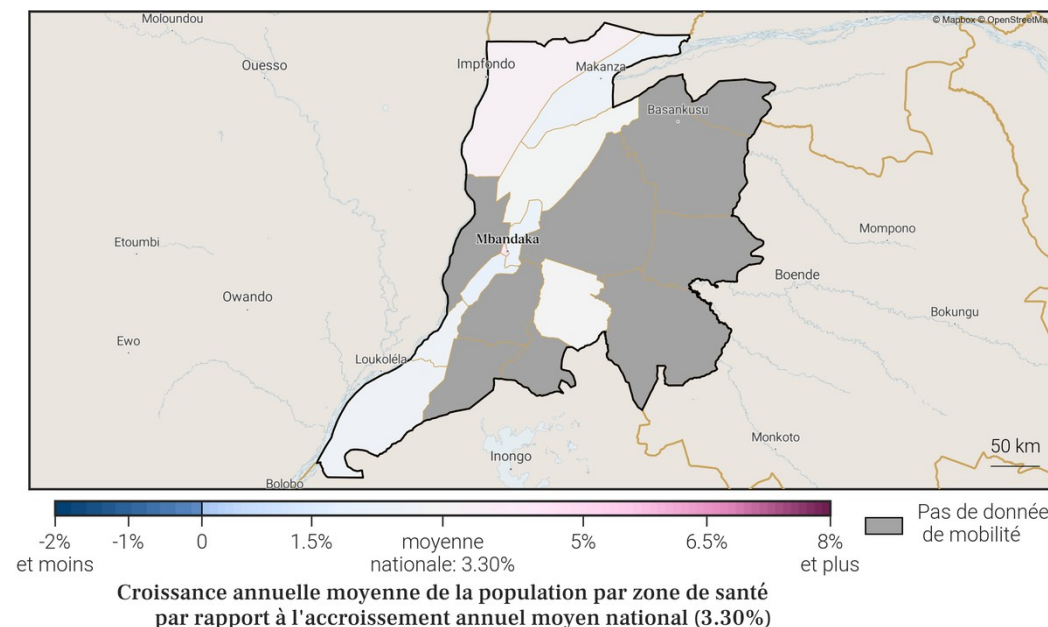 © Mapbox © OpenStreetMa
Moloundou
Ouesso
Impfondo
Makanza
Basankusu
Etoumbi
Mbandaka
Mompono
Boende
Owando
Bokungu
Ewo
Loukoléla
Monkoto
Inongo
50 km
Bolobo
-2%
et moins
-1%
0
1.5%
moyenne
nationale: 3.30%
5%
6.5%
8%
et plus
Pas de donnée
de mobilité
Croissance annuelle moyenne de la population par zone de santé
par rapport à l'accroissement annuel moyen national (3.30%)